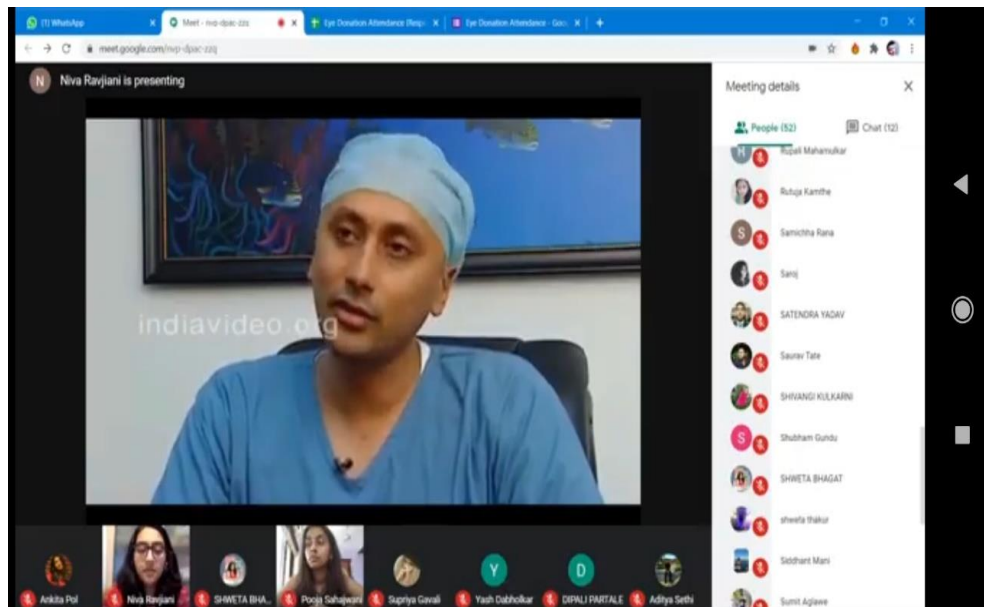 (1) WhatsApp
Meet - nvp-dpac-zzq
Eye Donation Attendance (Resp
Eye Donation Attendance - Goo
meet.google.com/nvp-dpac-zzq
N
Niva Ravjiani is presenting
Meeting details
People (52)
Chat (12)
Rupali Mahamulkar
Rutuja Kamthe
S
Samichha Rana
Saroj
SATENDRA YADAV
Saurav Tate
SHIVANGI KULKARNI
S
Shubham Gundu
SHWETA BHAGAT
shweta thakur
Siddhant Mani
Sumit Aglawe
indiavideo.org
Ankita Pol
Niva Ravjiani
SHWETA BHA...
Pooja Sahajwani
Supriya Gavali
Y
Yash Dabholkar
D
DIPALI PARTALE
Aditya Sethi